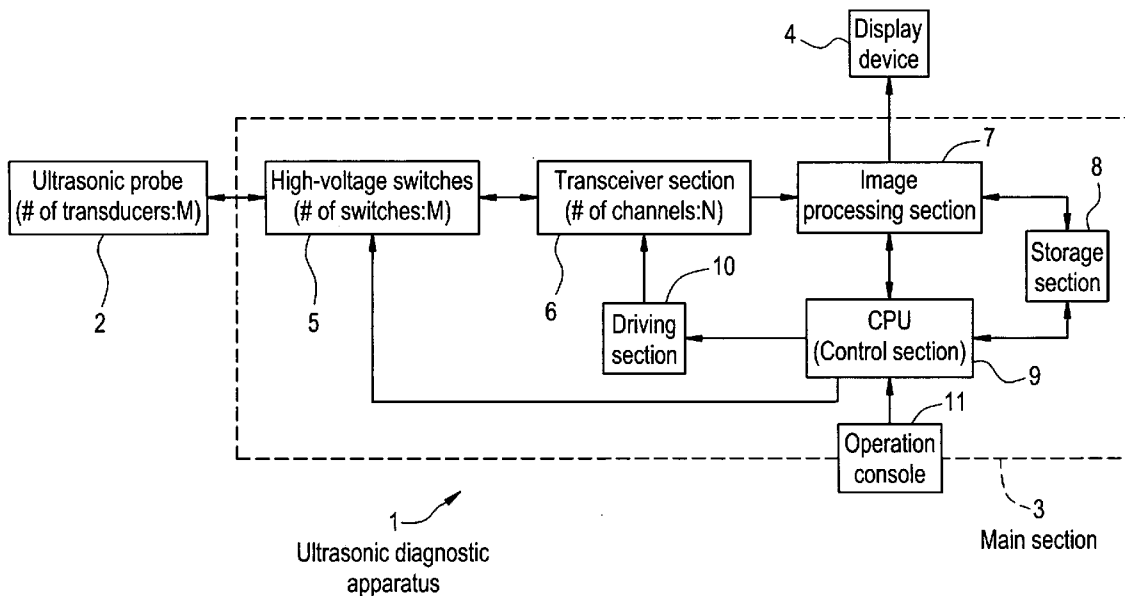 4
Display
device
7
8
Ultrasonic probe
(# of transducers:M)
High-voltage switches
(# of switches:M)
Transceiver section
(# of channels:N)
Image
processing section
Storage
section
2
5
6
10
Driving
section
CPU
(Control section)
9
11
Operation
console
1
Ultrasonic diagnostic
apparatus
3
Main section